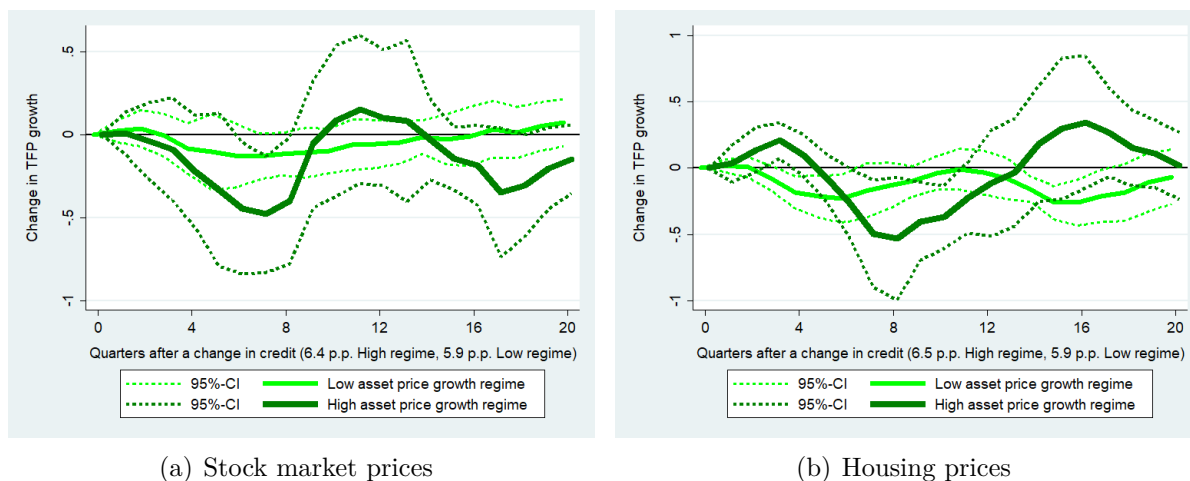 Change in TFP growth
.5
0
-.5
-1
0 4 8 12 16 20
Quarters after a change in credit (6.4 p.p. High regime, 5.9 p.p. Low regime)
95%-CI Low asset price growth regime
95%-CI High asset price growth regime
(a) Stock market prices
Change in TFP growth
1
.5
0
-.5
-1
0 4 8 12 16 20
Quarters after a change in credit (6.5 p.p. High regime, 5.9 p.p. Low regime)
95%-CI Low asset price growth regime
95%-CI High asset price growth regime
(b) Housing prices